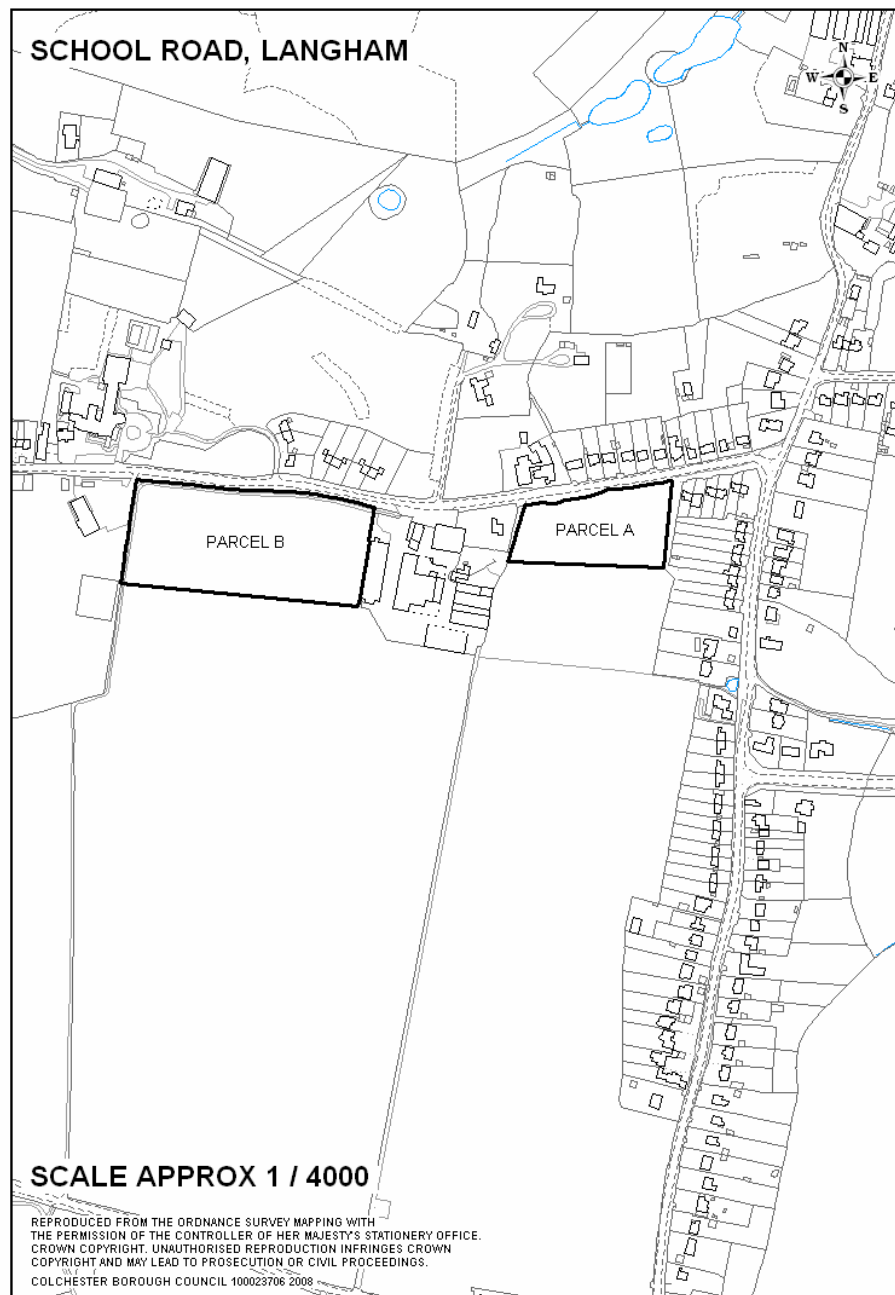 SCHOOL ROAD, LANGHAM
N
W E
S
PARCEL B
PARCEL A
SCALE APPROX 1 / 4000
REPRODUCED FROM THE ORDNANCE SURVEY MAPPING WITH
THE PERMISSION OF THE CONTROLLER OF HER MAJESTY'S STATIONERY OFFICE.
CROWN COPYRIGHT. UNAUTHORISED REPRODUCTION INFRINGES CROWN
COPYRIGHT AND MAY LEAD TO PROSECUTION OR CIVIL PROCEEDINGS.
COLCHESTER BOROUGH COUNCIL 100023706 2008